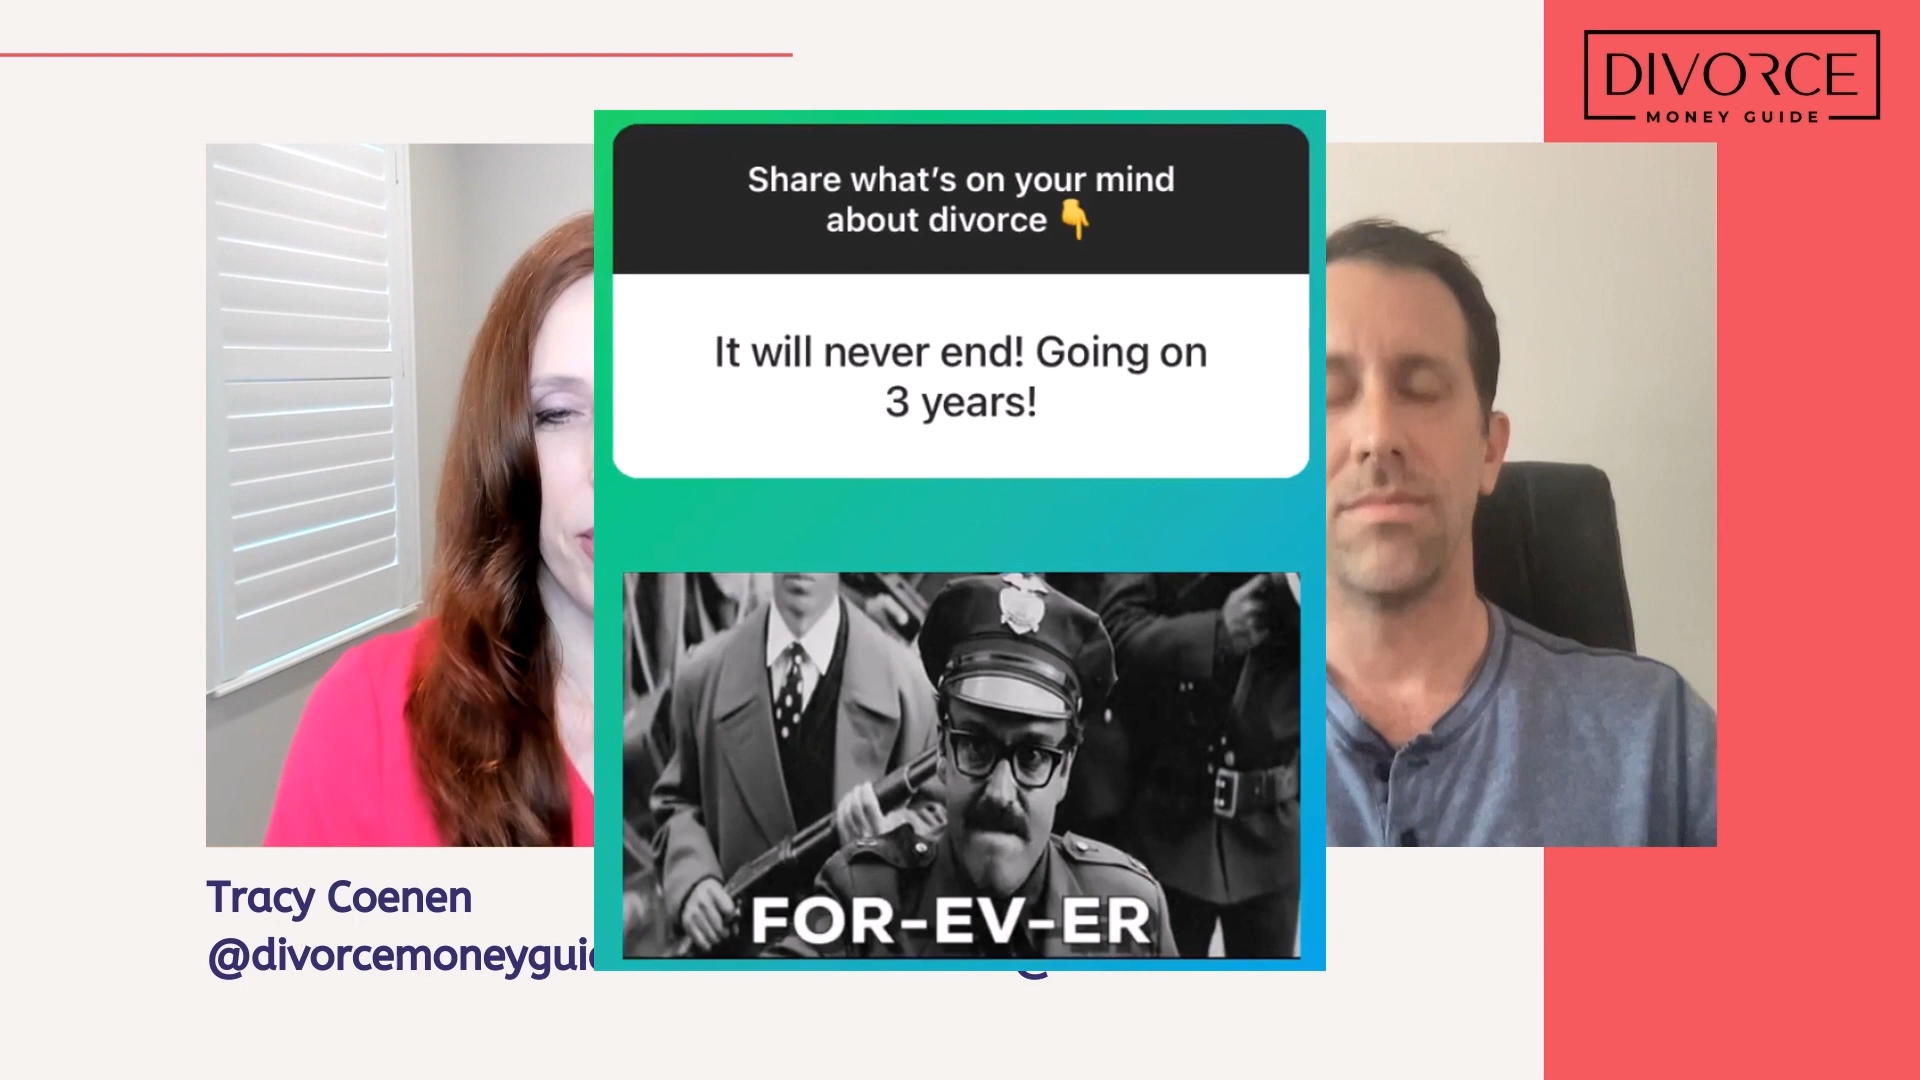 DIVORCE
MONEY GUIDE
Share what’s on your mind
about divorce 👇
It will never end! Going on
3 years!
FOR-EV-ER
Tracy Coenen
@divorcemoneygui
@